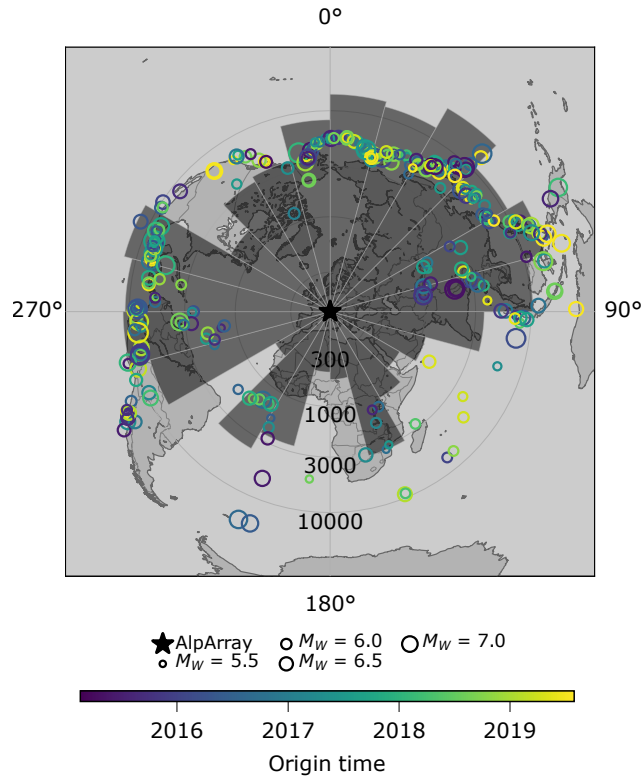 0°
270°
90°
300
1000
3000
10000
180°
AlpArray
M_W = 6.0
M_W = 7.0
M_W = 5.5
M_W = 6.5
2016
2017
2018
2019
Origin time